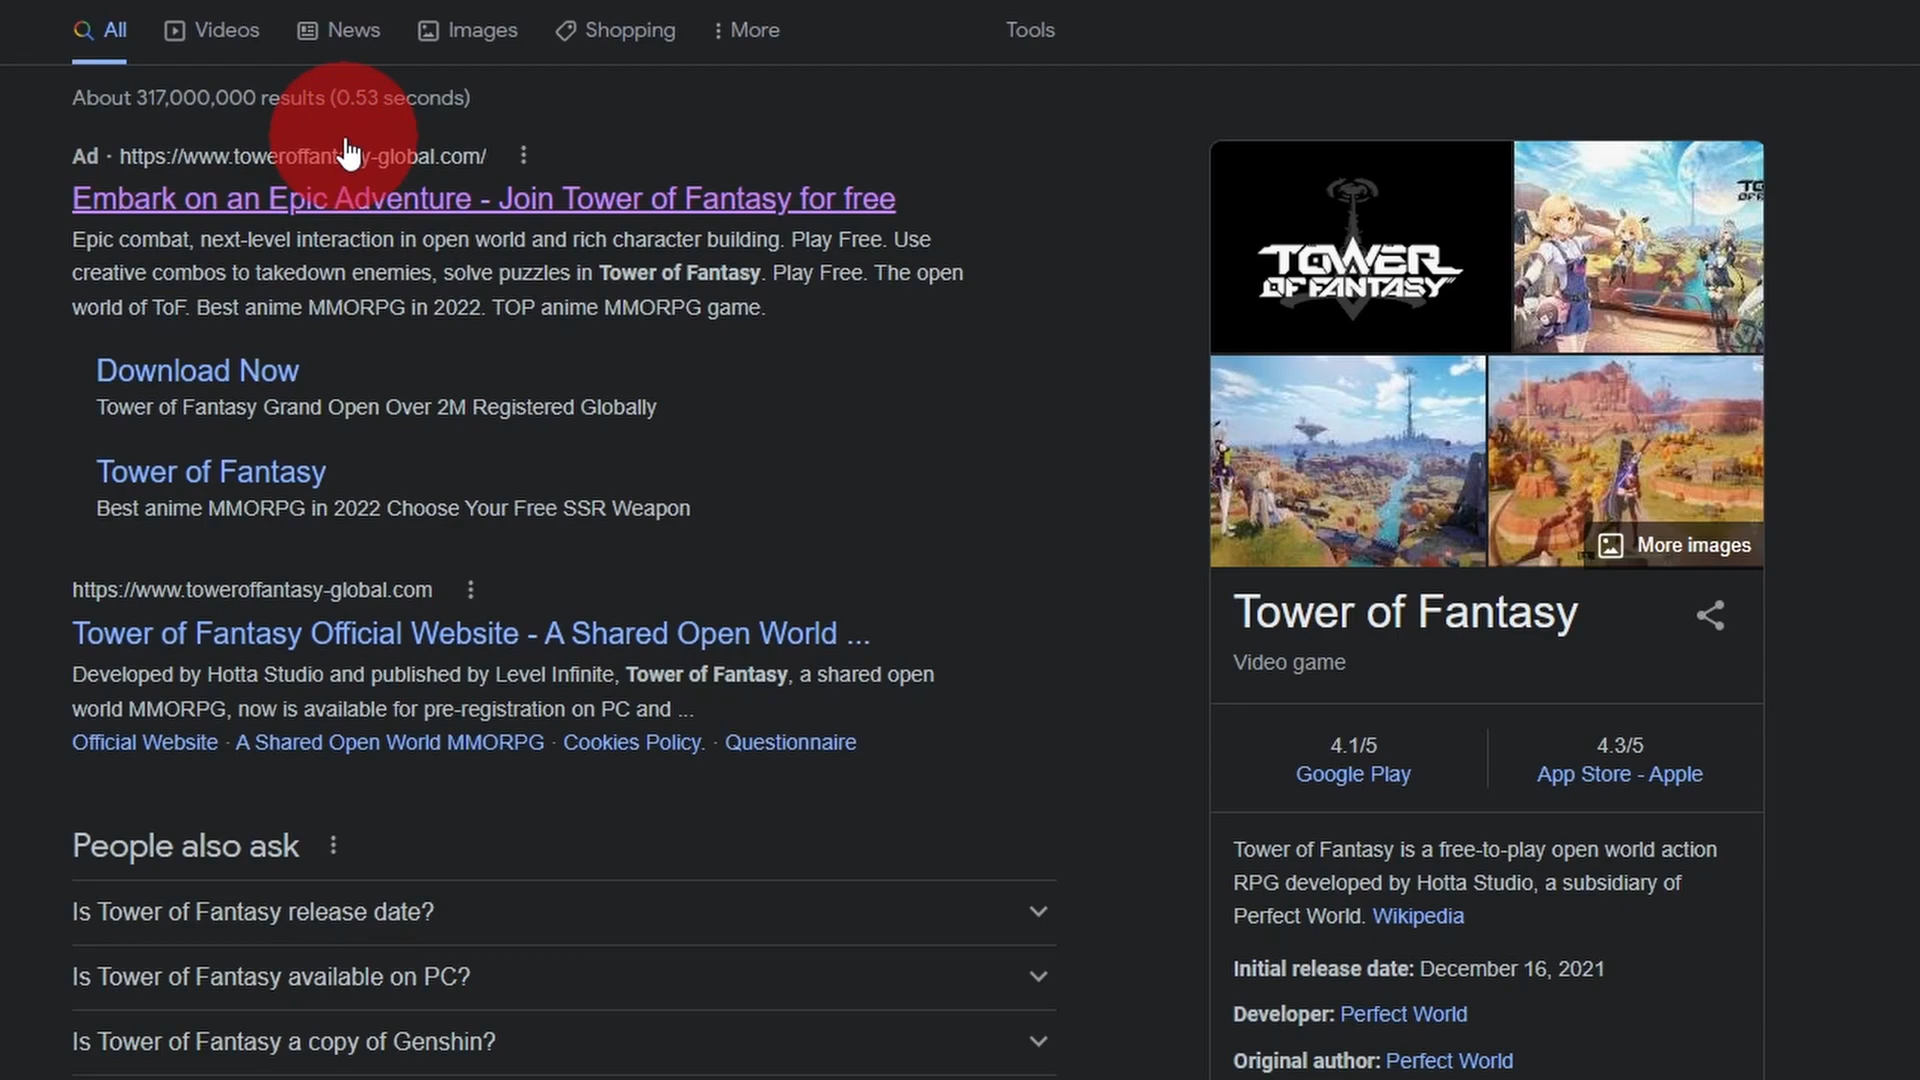 All
Videos
News
Images
Shopping
More
Tools
About 317,000,000 results (0.53 seconds)
Ad · https://www.toweroffantasy-global.com/
Embark on an Epic Adventure - Join Tower of Fantasy for free
Epic combat, next-level interaction in open world and rich character building. Play Free. Use
creative combos to takedown enemies, solve puzzles in Tower of Fantasy. Play Free. The open
world of ToF. Best anime MMORPG in 2022. TOP anime MMORPG game.
Download Now
Tower of Fantasy Grand Open Over 2M Registered Globally
Tower of Fantasy
Best anime MMORPG in 2022 Choose Your Free SSR Weapon
https://www.toweroffantasy-global.com
Tower of Fantasy Official Website - A Shared Open World ...
Developed by Hotta Studio and published by Level Infinite, Tower of Fantasy, a shared open
world MMORPG, now is available for pre-registration on PC and ...
Official Website · A Shared Open World MMORPG · Cookies Policy. · Questionnaire
People also ask
Is Tower of Fantasy release date?
Is Tower of Fantasy available on PC?
Is Tower of Fantasy a copy of Genshin?
TOWER
OF FANTASY
More images
Tower of Fantasy
Video game
4.1/5
Google Play
4.3/5
App Store - Apple
Tower of Fantasy is a free-to-play open world action
RPG developed by Hotta Studio, a subsidiary of
Perfect World. Wikipedia
Initial release date: December 16, 2021
Developer: Perfect World
Original author: Perfect World